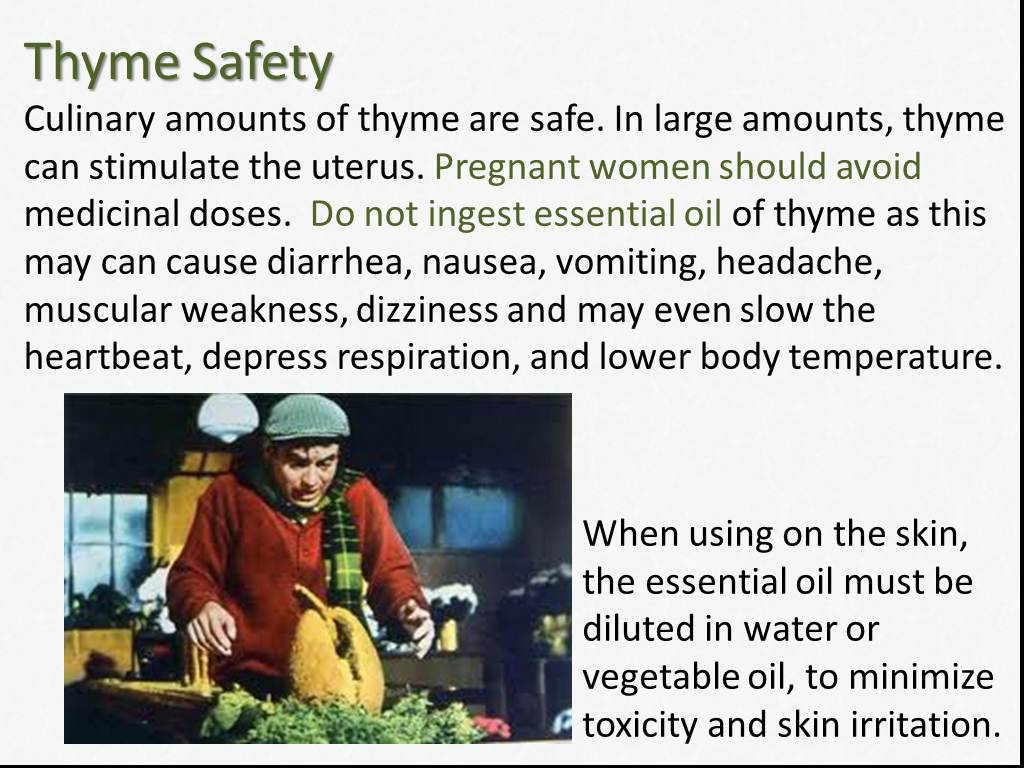 Thyme Safety
Culinary amounts of thyme are safe. In large amounts, thyme
can stimulate the uterus. Pregnant women should avoid
medicinal doses.  Do not ingest essential oil of thyme as this
may can cause diarrhea, nausea, vomiting, headache,
muscular weakness, dizziness and may even slow the
heartbeat, depress respiration, and lower body temperature.
When using on the skin,
the essential oil must be
diluted in water or
vegetable oil, to minimize
toxicity and skin irritation.